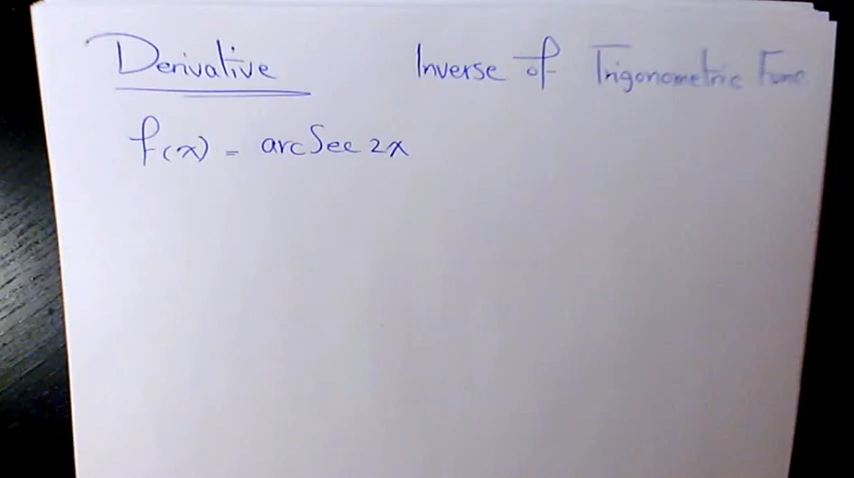 Derivative Inverse of Trigonometric Func
f(x) = arcSec 2x